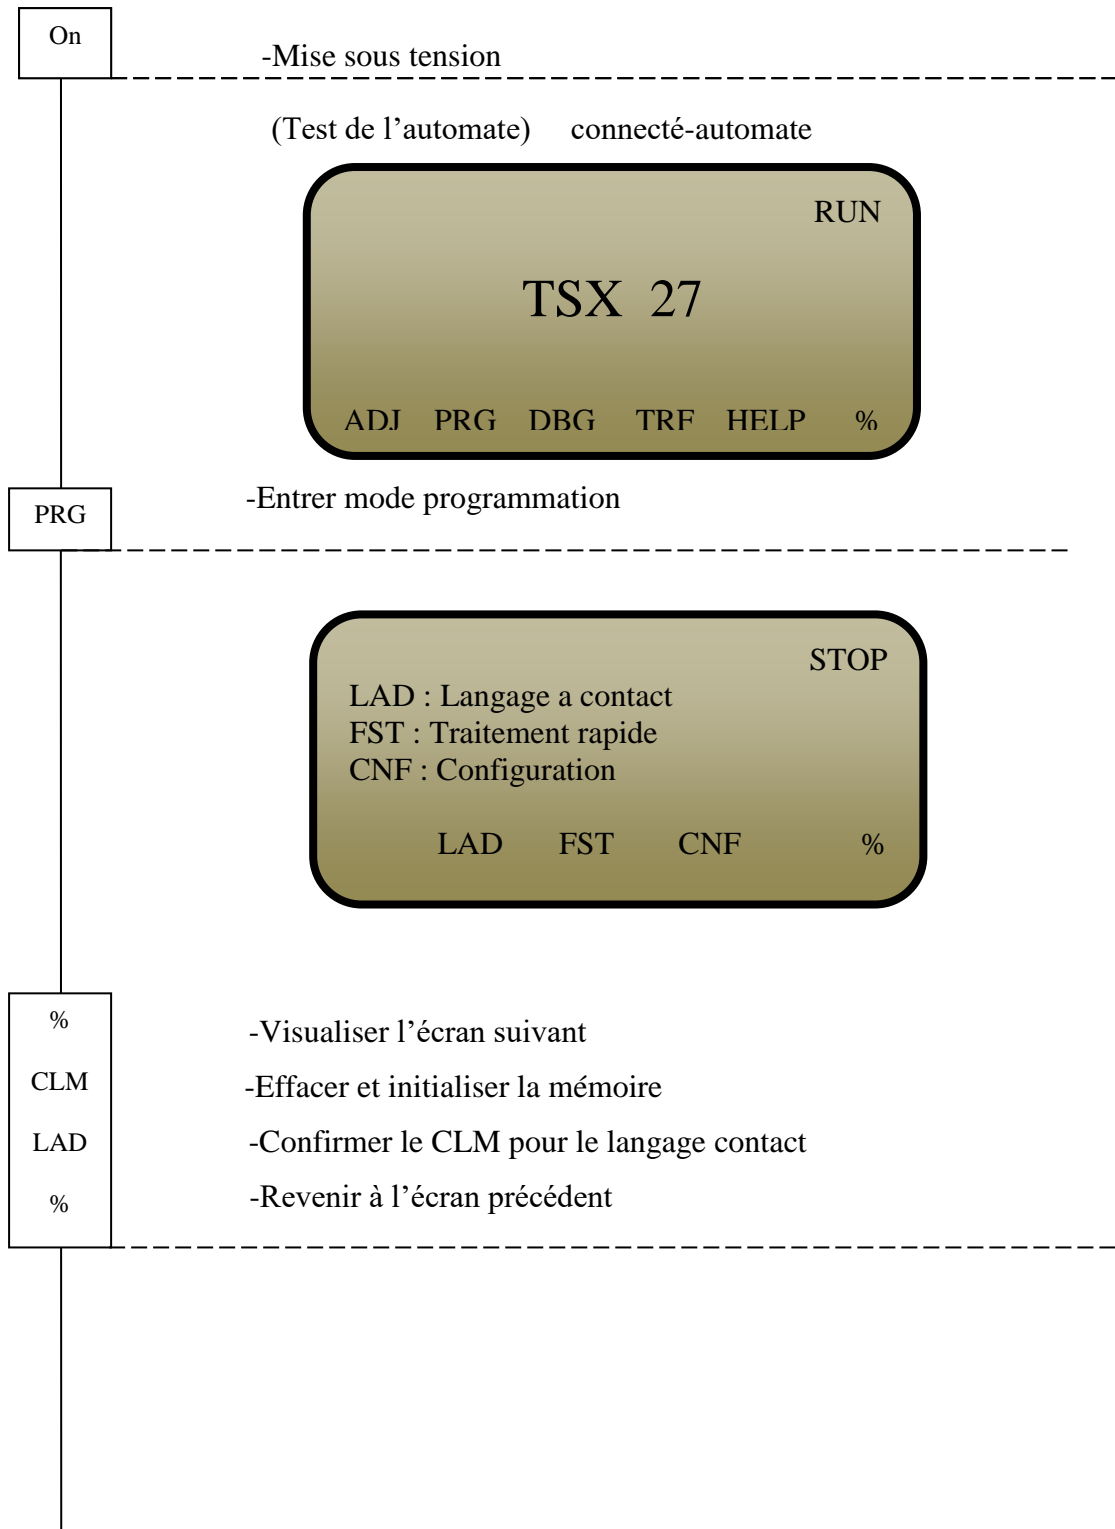 On
-Mise sous tension
(Test de l’automate) connecté-automate
RUN
TSX 27
ADJ PRG DBG TRF HELP %
PRG
-Entrer mode programmation
STOP
LAD : Langage a contact
FST : Traitement rapide
CNF : Configuration
LAD FST CNF %
%
-Visualiser l’écran suivant
CLM
-Effacer et initialiser la mémoire
LAD
-Confirmer le CLM pour le langage contact
%
-Revenir à l’écran précédent